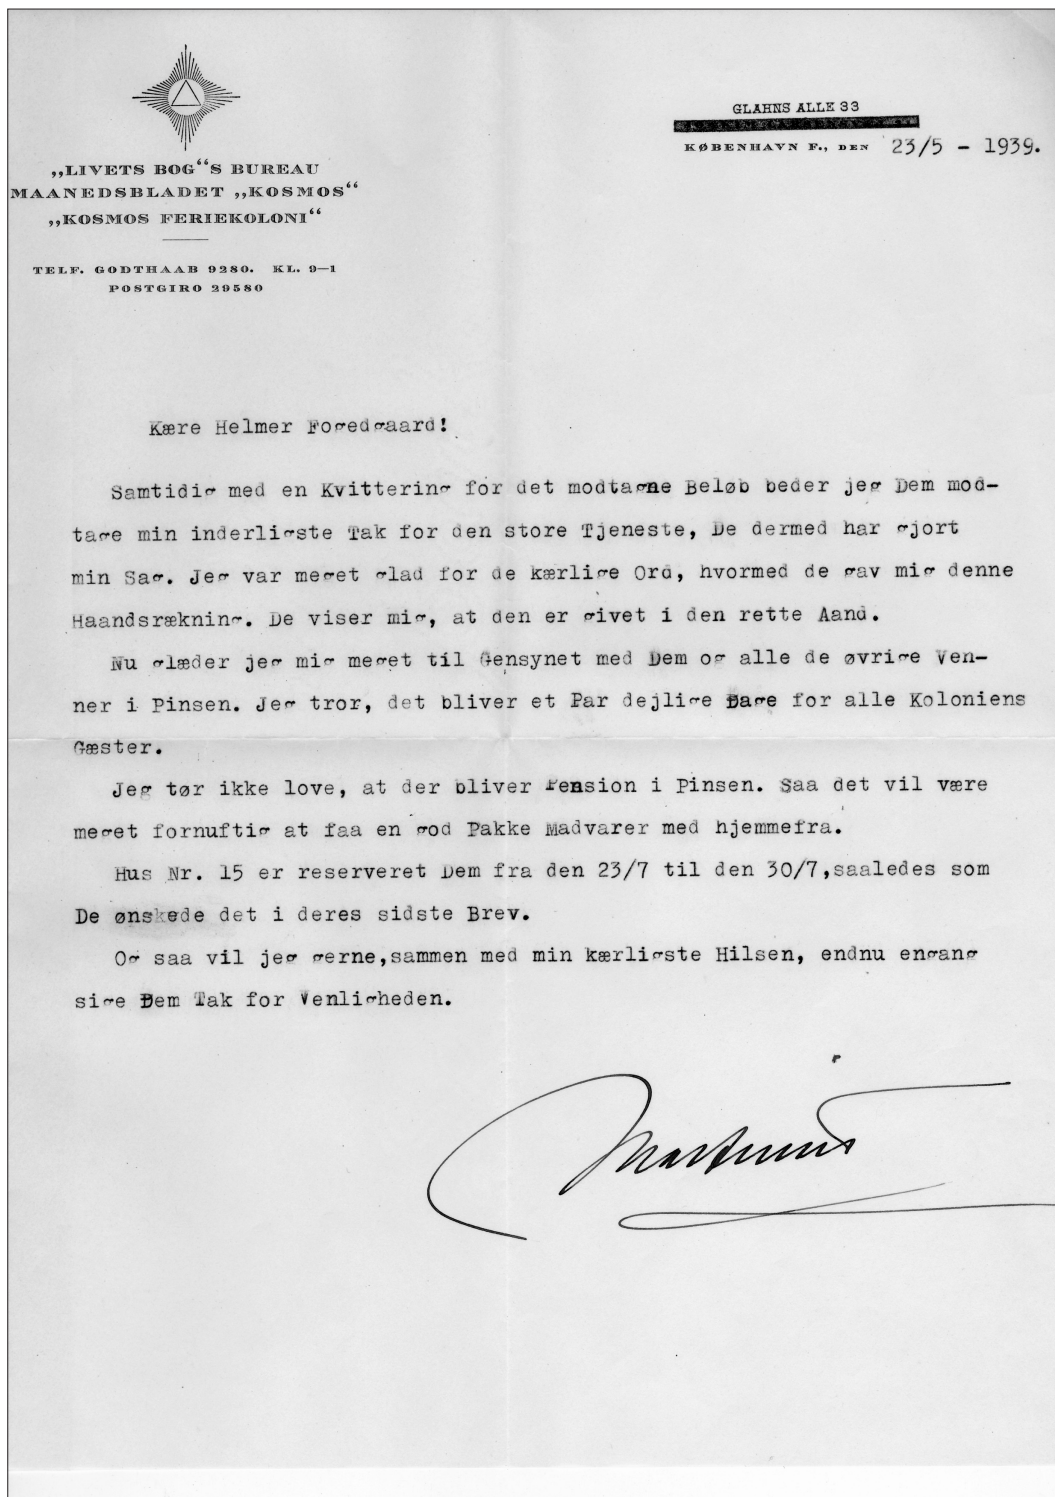 „LIVETS BOG“S BUREAU
MAANEDSBLADET „KOSMOS“
„KOSMOS FERIEKOLONI“
TELF. GODTHAAB 9280. KL. 9—1
POSTGIRO 29580
GLAHNS ALLE 33
KØBENHAVN F., DEN 23/5 - 1939.
Kære Helmer Fogedgaard!
Samtidig med en Kvittering for det modtagne Beløb beder jeg Dem mod-
tage min inderligste Tak for den store Tjeneste, De dermed har gjort
min Sag. Jeg var meget glad for de kærlige Ord, hvormed de gav mig denne
Haandsrækning. De viser mig, at den er givet i den rette Aand.
Nu glæder jeg mig meget til Gensynet med Dem og alle de øvrige Ven-
ner i Pinsen. Jeg tror, det bliver et Par dejlige Dage for alle Koloniens
Gæster.
Jeg tør ikke love, at der bliver Pension i Pinsen. Saa det vil være
meget fornuftig at faa en god Pakke Madvarer med hjemmefra.
Hus Nr. 15 er reserveret Dem fra den 23/7 til den 30/7,saaledes som
De ønskede det i deres sidste Brev.
Og saa vil jeg gerne,sammen med min kærligste Hilsen, endnu engang
sige Dem Tak for Venligheden.
Martinus